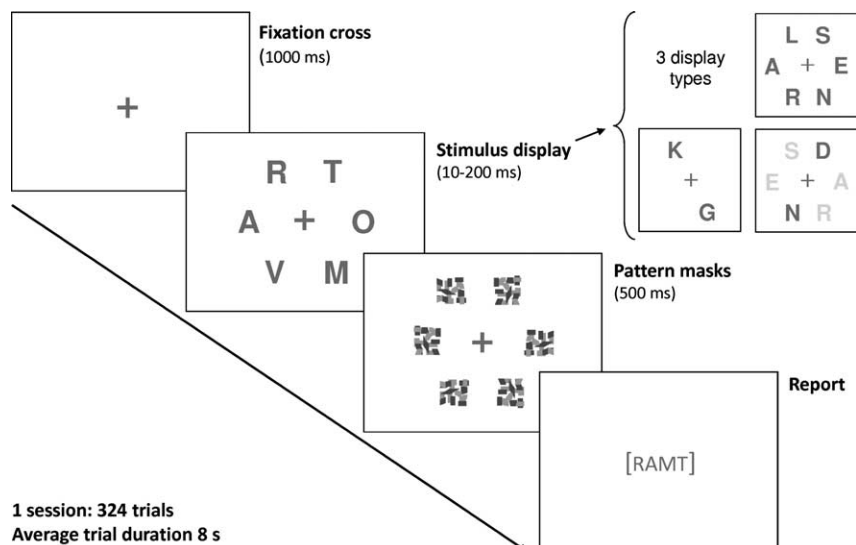 Fixation cross
(1000 ms)
+
Stimulus display
(10-200 ms)
R T
A + O
V M
3 display
types
L S
A + E
R N
K
+
G
S D
E + A
N R
Pattern masks
(500 ms)
+
Report
[RAMT]
1 session: 324 trials
Average trial duration 8 s